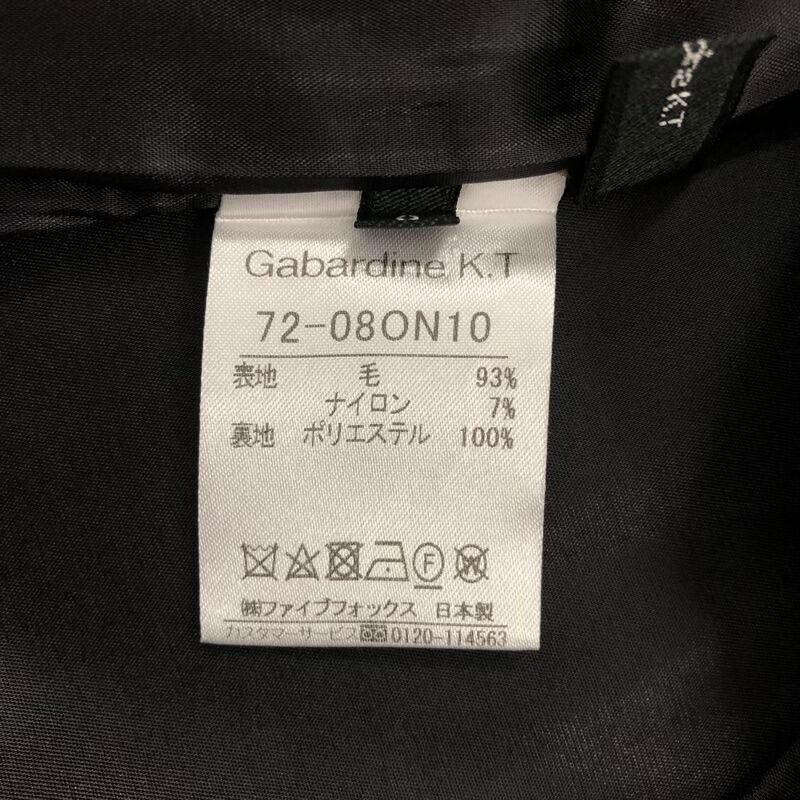 K.T
Gabardine K.T
72-08ON10
表地 毛 93%
ナイロン 7%
裏地 ポリエステル 100%
F W
㈱ファイブフォックス 日本製
カスタマーサービス 0120-114563